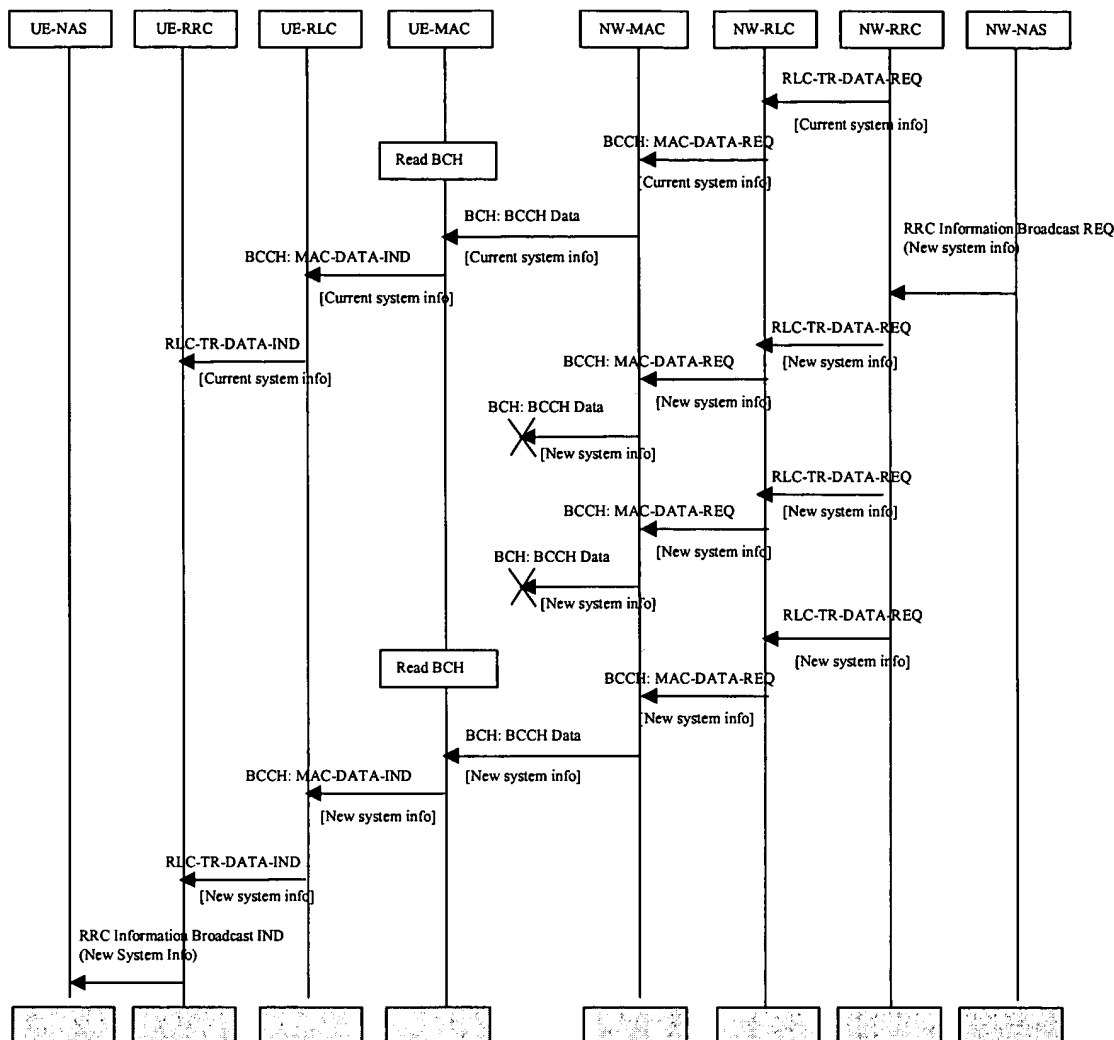 UE-NAS
UE-RRC
UE-RLC
UE-MAC
NW-MAC
NW-RLC
NW-RRC
NW-NAS
RLC-TR-DATA-REQ
[Current system info]
BCCH: MAC-DATA-REQ
Read BCH
[Current system info]
BCH: BCCH Data
RRC Information Broadcast REQ
(New system info)
BCCH: MAC-DATA-IND
[Current system info]
[Current system info]
RLC-TR-DATA-REQ
RLC-TR-DATA-IND
BCCH: MAC-DATA-REQ
[New system info]
[Current system info]
[New system info]
BCH: BCCH Data
[New system info]
RLC-TR-DATA-REQ
BCCH: MAC-DATA-REQ
[New system info]
[New system info]
BCH: BCCH Data
[New system info]
RLC-TR-DATA-REQ
Read BCH
[New system info]
BCCH: MAC-DATA-REQ
[New system info]
BCH: BCCH Data
BCCH: MAC-DATA-IND
[New system info]
[New system info]
RLC-TR-DATA-IND
[New system info]
RRC Information Broadcast IND
(New System Info)